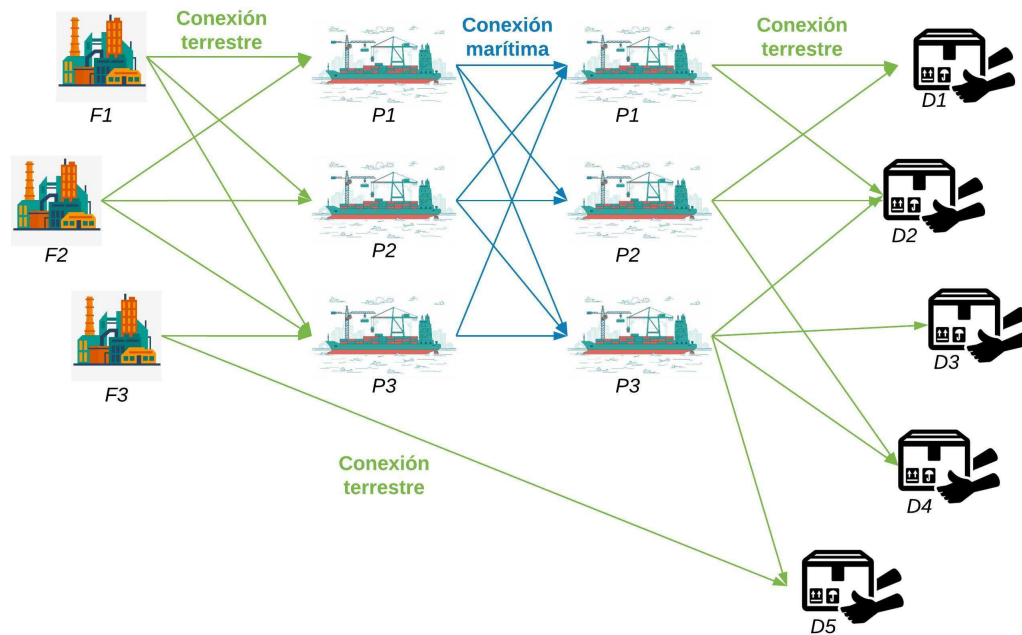 Conexión
terrestre
Conexión
marítima
Conexión
terrestre
F1
P1
P1
D1
F2
P2
P2
D2
F3
P3
P3
D3
Conexión
terrestre
D4
D5